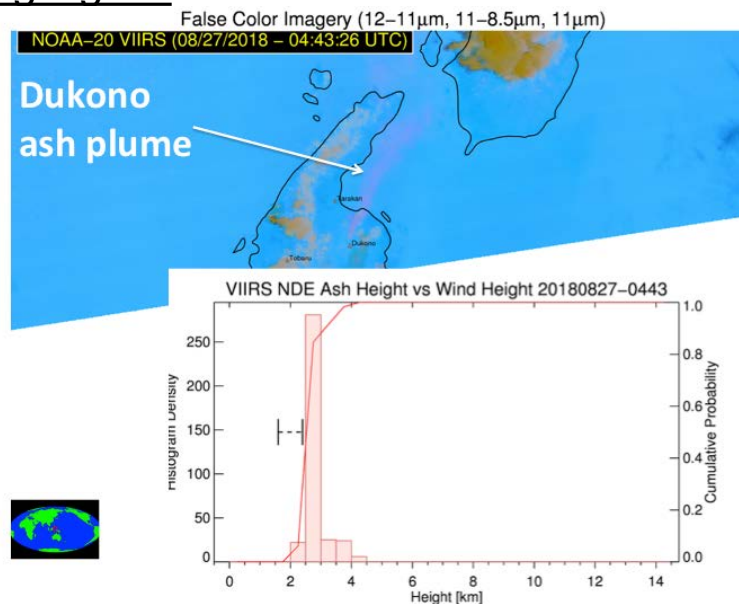 False Color Imagery (12–11μm, 11–8.5μm, 11μm)
NOAA–20 VIIRS (08/27/2018 – 04:43:26 UTC)
Dukono
ash plume
Tarakan
Dukono
Tobaru
VIIRS NDE Ash Height vs Wind Height 20180827–0443
Histogram Density
250
200
150
100
50
0
1.0
0.8
0.6
0.4
0.2
0.0
Cumulative Probability
0 2 4 6 8 10 12 14
Height [km]